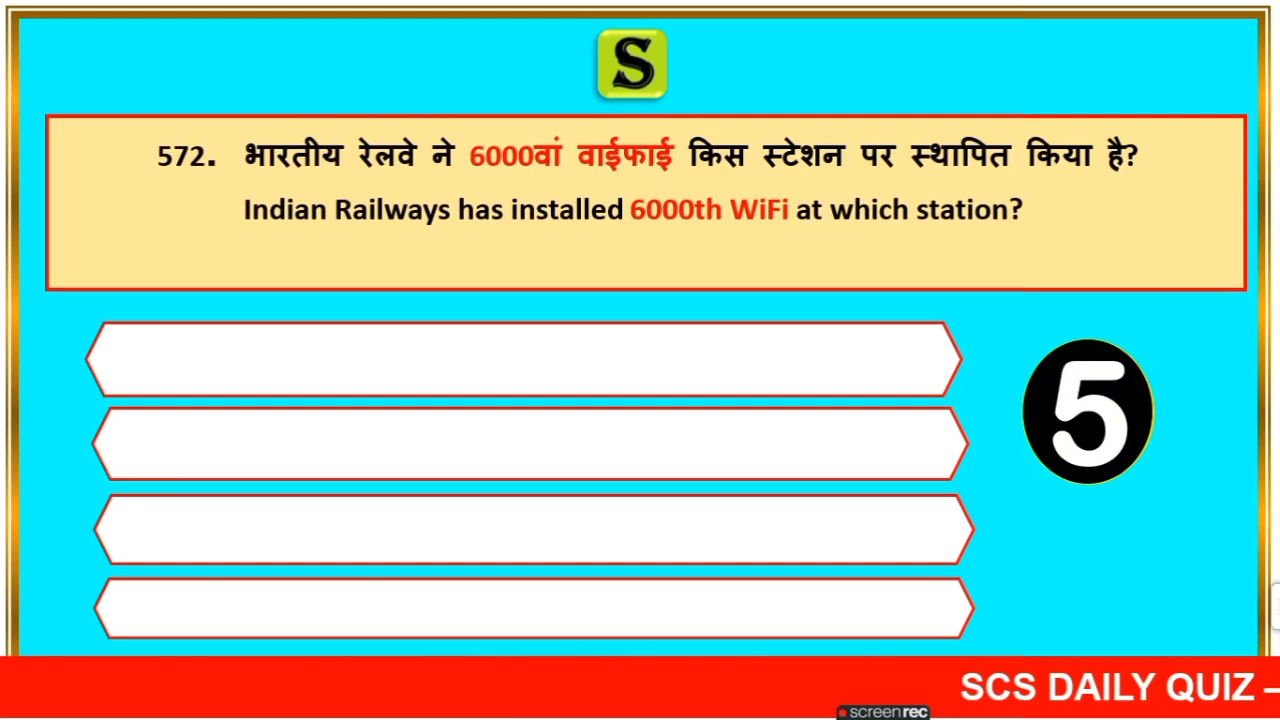 S
572. भारतीय रेलवे ने 6000वां वाईफाई किस स्टेशन पर स्थापित किया है?
Indian Railways has installed 6000th WiFi at which station?
5
SCS DAILY QUIZ –
screenrec